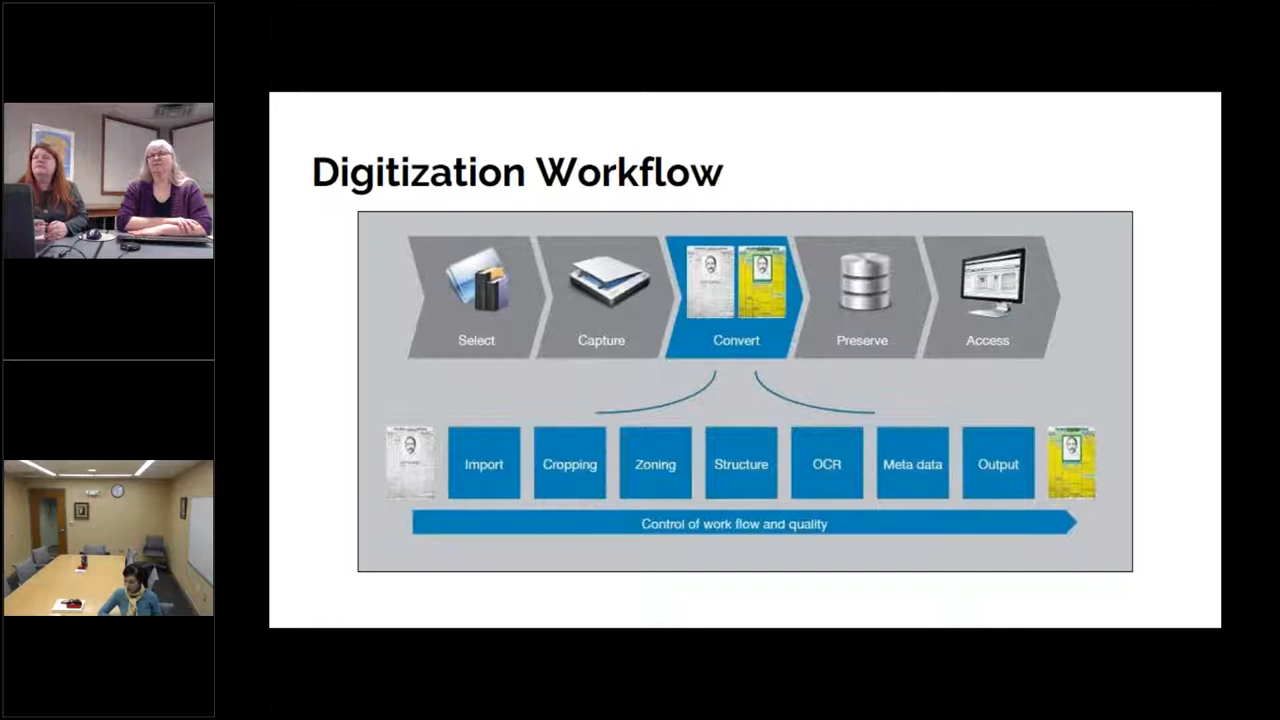 Digitization Workflow
Select
Capture
Convert
Preserve
Access
Import
Cropping
Zoning
Structure
OCR
Meta data
Output
Control of work flow and quality